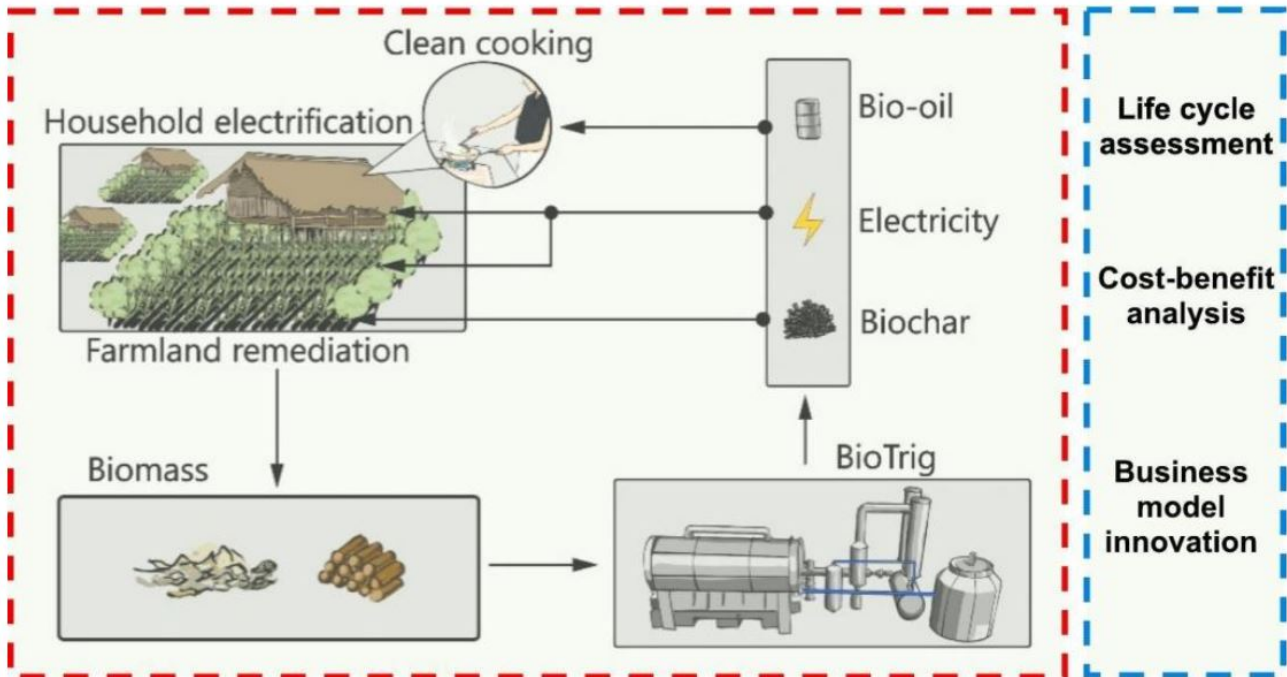 Clean cooking
Household electrification
Farmland remediation
Bio-oil
Electricity
Biochar
Biomass
BioTrig
Life cycle
assessment
Cost-benefit
analysis
Business
model
innovation